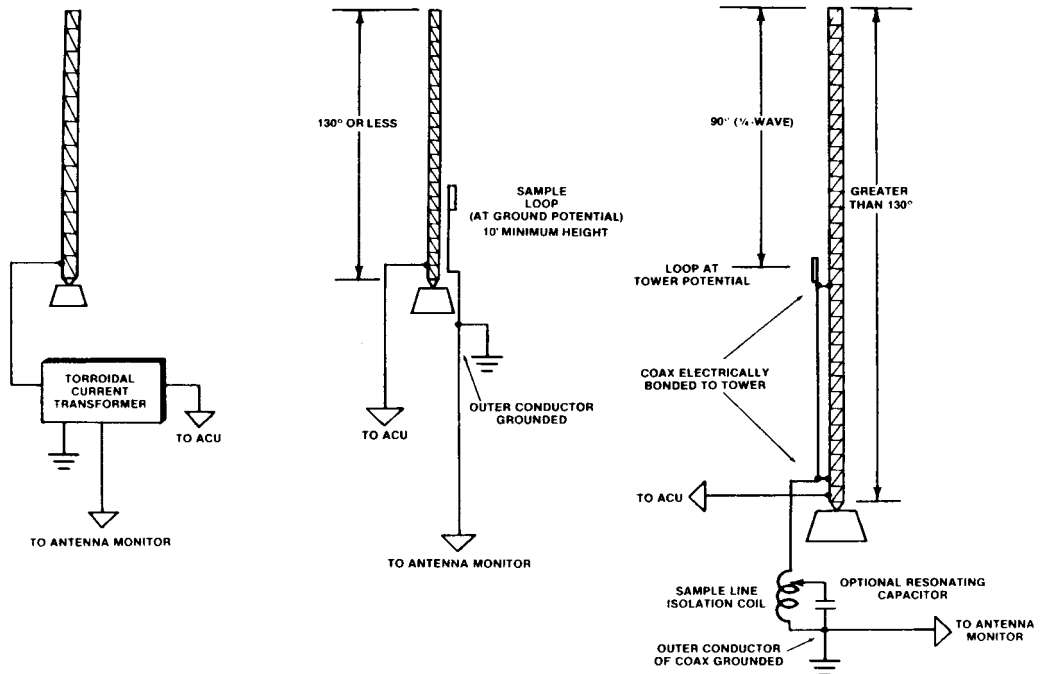 TORROIDAL
CURRENT
TRANSFORMER
TO ACU
TO ANTENNA MONITOR
130° OR LESS
SAMPLE
LOOP
(AT GROUND POTENTIAL)
10' MINIMUM HEIGHT
OUTER CONDUCTOR
GROUNDED
TO ACU
TO ANTENNA MONITOR
90° (¼-WAVE)
GREATER
THAN 130°
LOOP AT
TOWER POTENTIAL
COAX ELECTRICALLY
BONDED TO TOWER
TO ACU
SAMPLE LINE
ISOLATION COIL
OPTIONAL RESONATING
CAPACITOR
TO ANTENNA
MONITOR
OUTER CONDUCTOR
OF COAX GROUNDED